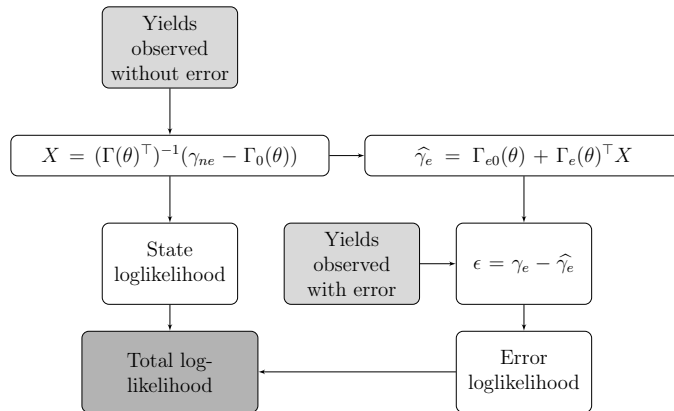 Yields
observed
without error
X = (Γ(θ)^⊤)^{-1}(γ_{ne} − Γ_0(θ))
\widehat{γ_e} = Γ_{e0}(θ) + Γ_e(θ)^⊤X
State
loglikelihood
Yields
observed
with error
ϵ = γ_e − \widehat{γ_e}
Total log-
likelihood
Error
loglikelihood